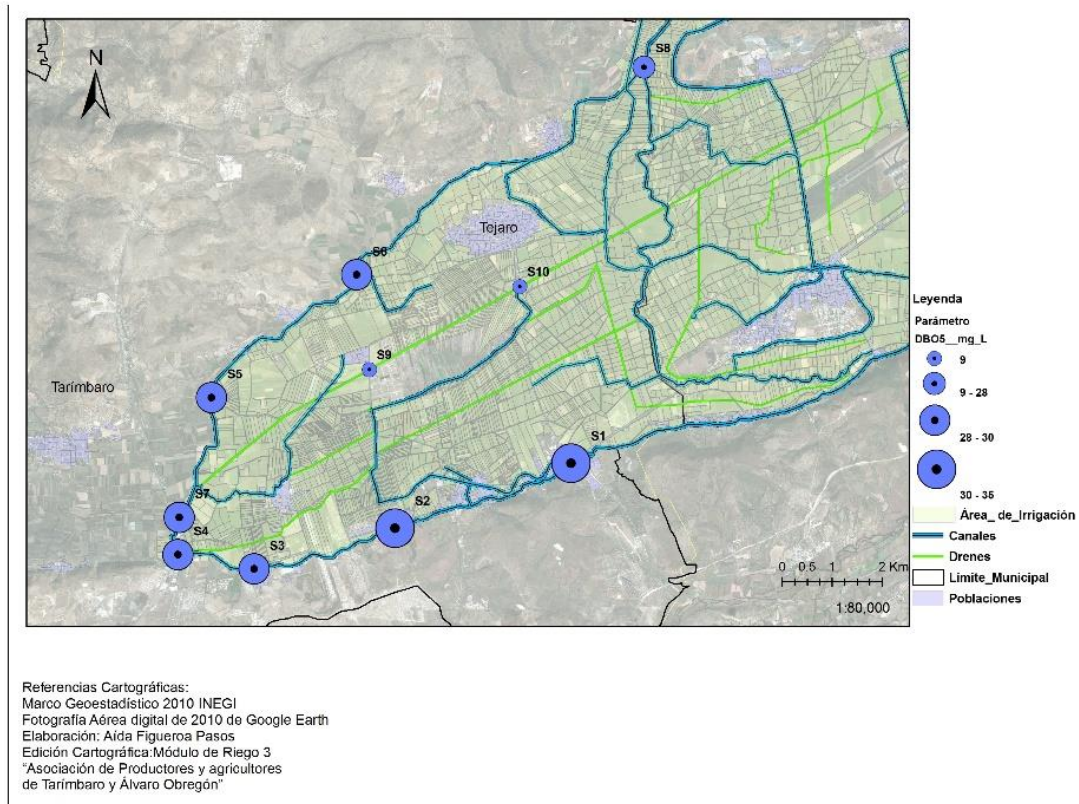 2
N
S8
Tejaro
S6
S10
S9
Tarímbaro
S5
S1
S7
S2
S4
S3
0 0.5 1 2 Km
1:80,000
Leyenda
Parámetro
DBO5__mg_L
9
9 - 28
28 - 30
30 - 35
Área_ de_Irrigación
Canales
Drenes
Límite_Municipal
Poblaciones
Referencias Cartográficas:
Marco Geoestadístico 2010 INEGI
Fotografía Aérea digital de 2010 de Google Earth
Elaboración: Aída Figueroa Pasos
Edición Cartográfica:Módulo de Riego 3
“Asociación de Productores y agricultores
de Tarímbaro y Álvaro Obregón”